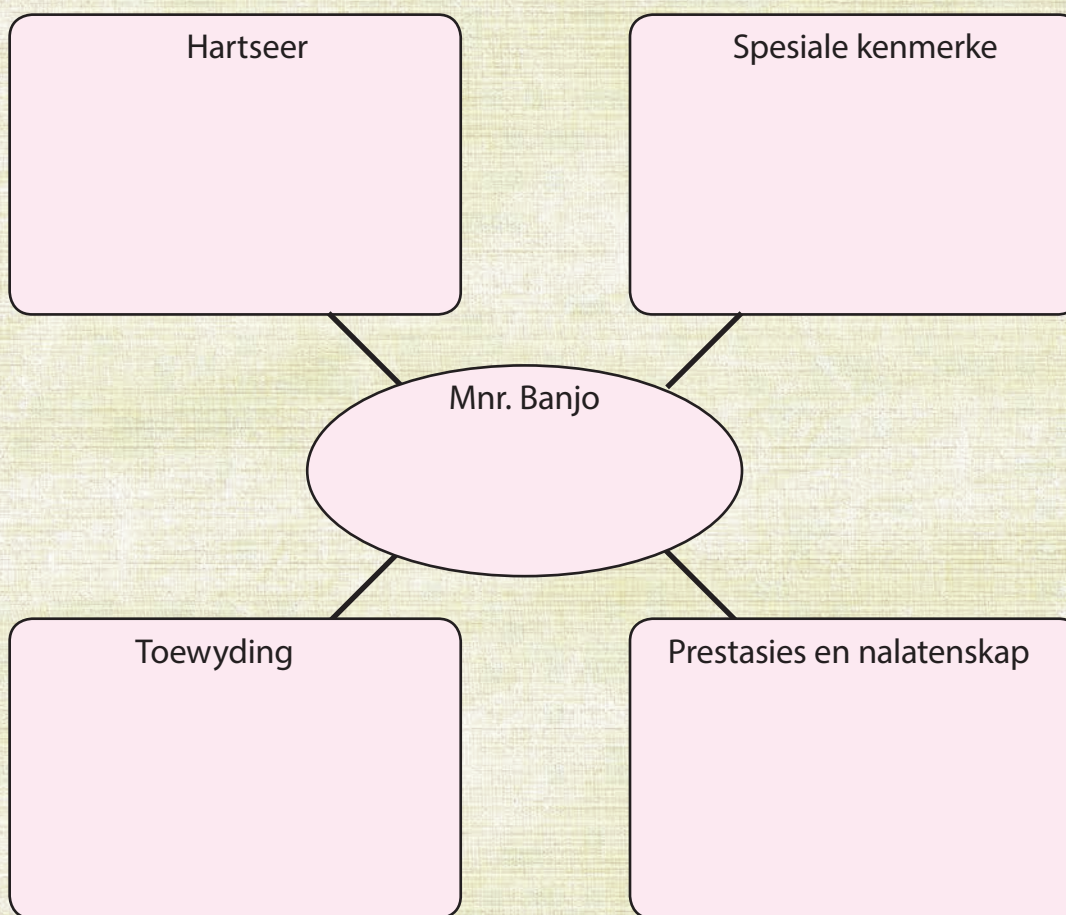 Hartseer
Spesiale kenmerke
Mnr. Banjo
Toewyding
Prestasies en nalatenskap